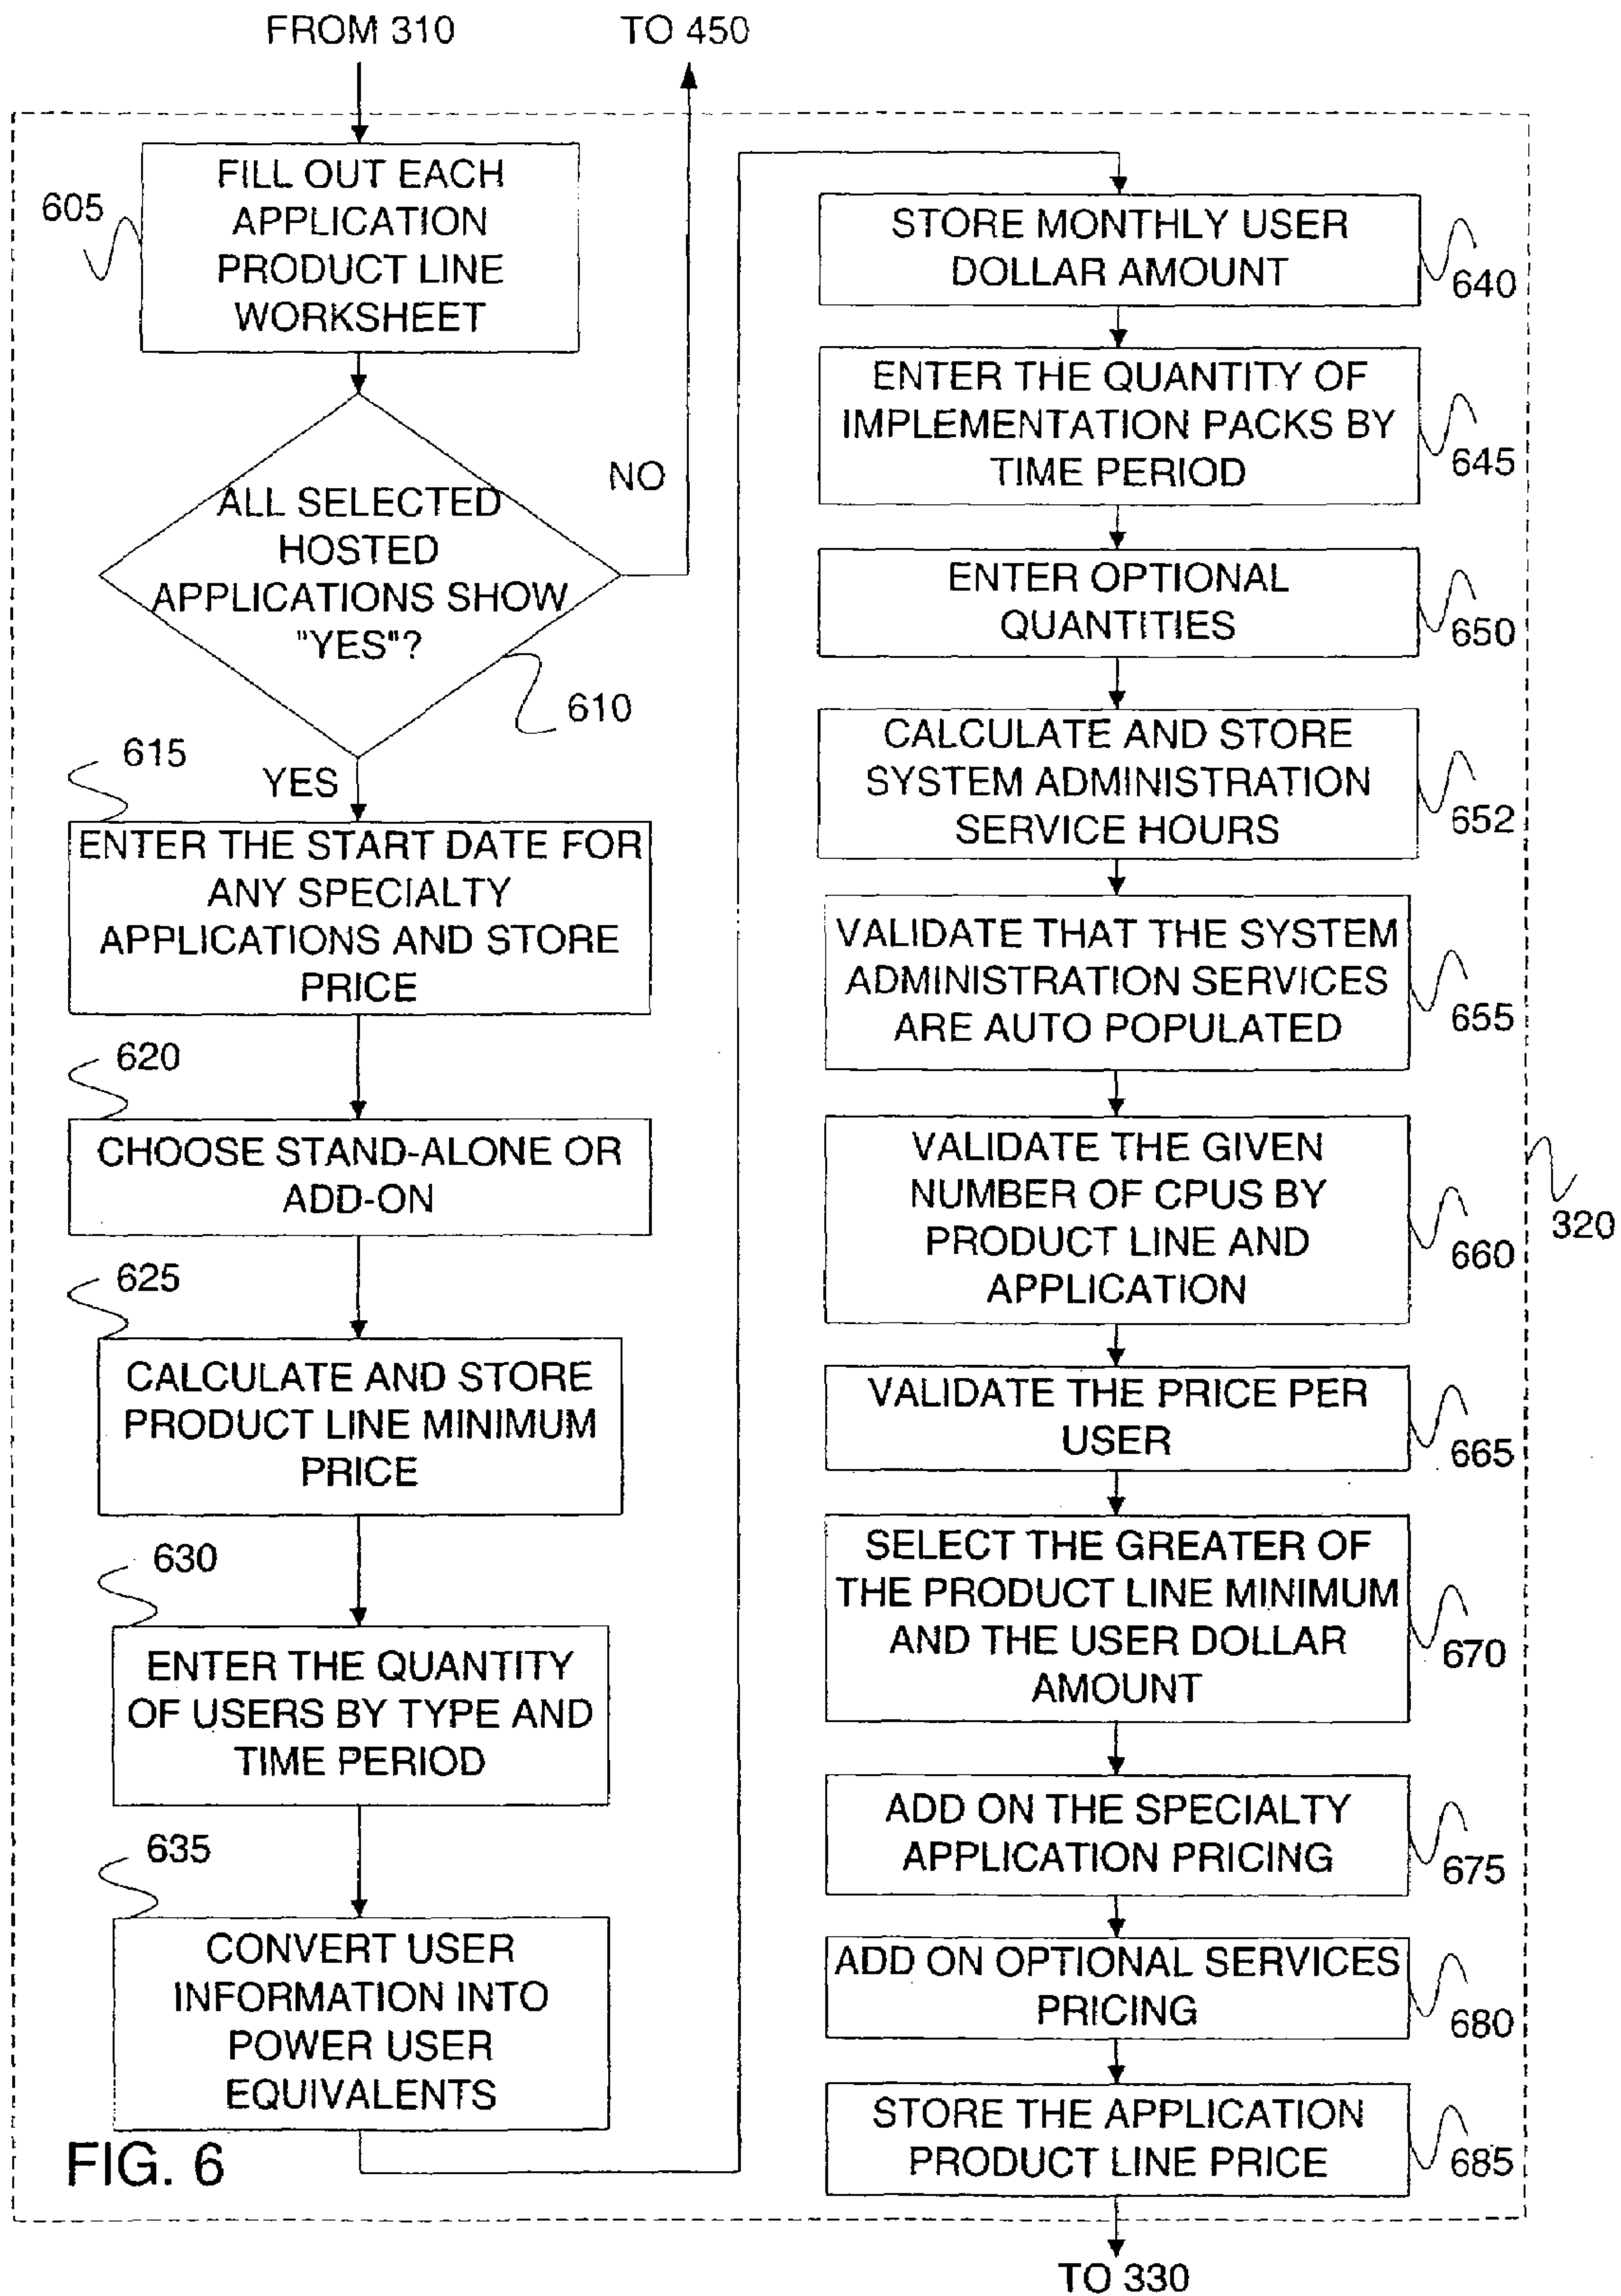 FROM 310
TO 450
605
FILL OUT EACH
APPLICATION
PRODUCT LINE
WORKSHEET
ALL SELECTED
HOSTED
APPLICATIONS SHOW
"YES"?
NO
610
YES
615
ENTER THE START DATE FOR
ANY SPECIALTY
APPLICATIONS AND STORE
PRICE
620
CHOOSE STAND-ALONE OR
ADD-ON
625
CALCULATE AND STORE
PRODUCT LINE MINIMUM
PRICE
630
ENTER THE QUANTITY
OF USERS BY TYPE AND
TIME PERIOD
635
CONVERT USER
INFORMATION INTO
POWER USER
EQUIVALENTS
FIG. 6
STORE MONTHLY USER
DOLLAR AMOUNT
640
ENTER THE QUANTITY OF
IMPLEMENTATION PACKS BY
TIME PERIOD
645
ENTER OPTIONAL
QUANTITIES
650
CALCULATE AND STORE
SYSTEM ADMINISTRATION
SERVICE HOURS
652
VALIDATE THAT THE SYSTEM
ADMINISTRATION SERVICES
ARE AUTO POPULATED
655
VALIDATE THE GIVEN
NUMBER OF CPUS BY
PRODUCT LINE AND
APPLICATION
660
320
VALIDATE THE PRICE PER
USER
665
SELECT THE GREATER OF
THE PRODUCT LINE MINIMUM
AND THE USER DOLLAR
AMOUNT
670
ADD ON THE SPECIALTY
APPLICATION PRICING
675
ADD ON OPTIONAL SERVICES
PRICING
680
STORE THE APPLICATION
PRODUCT LINE PRICE
685
TO 330